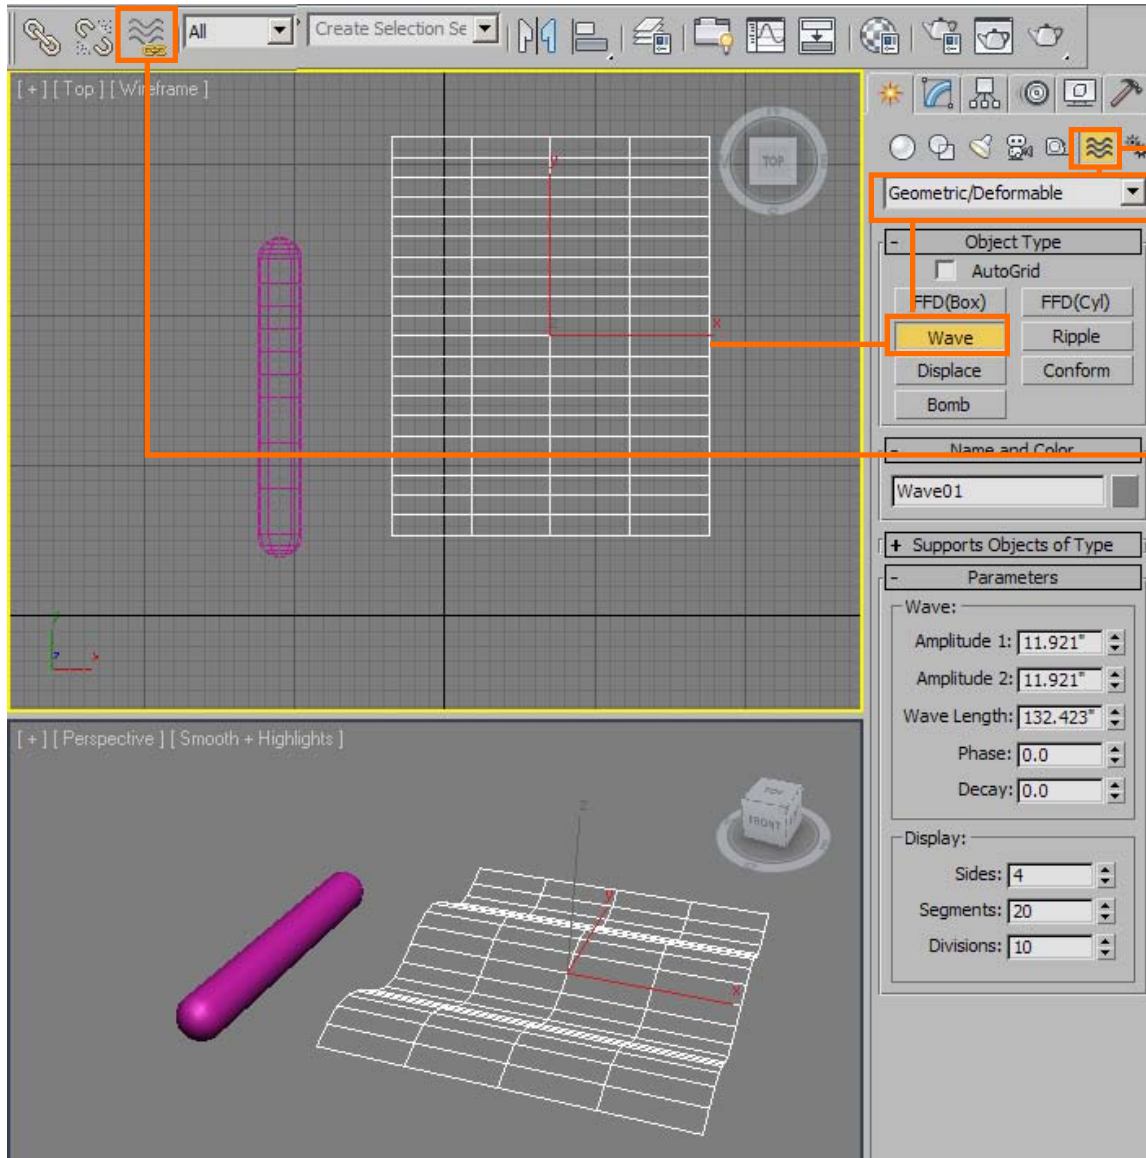 All
Create Selection Se
[ + ] [ Top ] [ Wireframe ]
TOP
y
x
z
x
[ + ] [ Perspective ] [ Smooth + Highlights ]
TOP
FRONT
z
y
x
Geometric/Deformable
- Object Type
AutoGrid
FFD(Box) FFD(Cyl)
Wave Ripple
Displace Conform
Bomb
- Name and Color
Wave01
+ Supports Objects of Type
- Parameters
Wave:
Amplitude 1: 11.921"
Amplitude 2: 11.921"
Wave Length: 132.423"
Phase: 0.0
Decay: 0.0
Display:
Sides: 4
Segments: 20
Divisions: 10